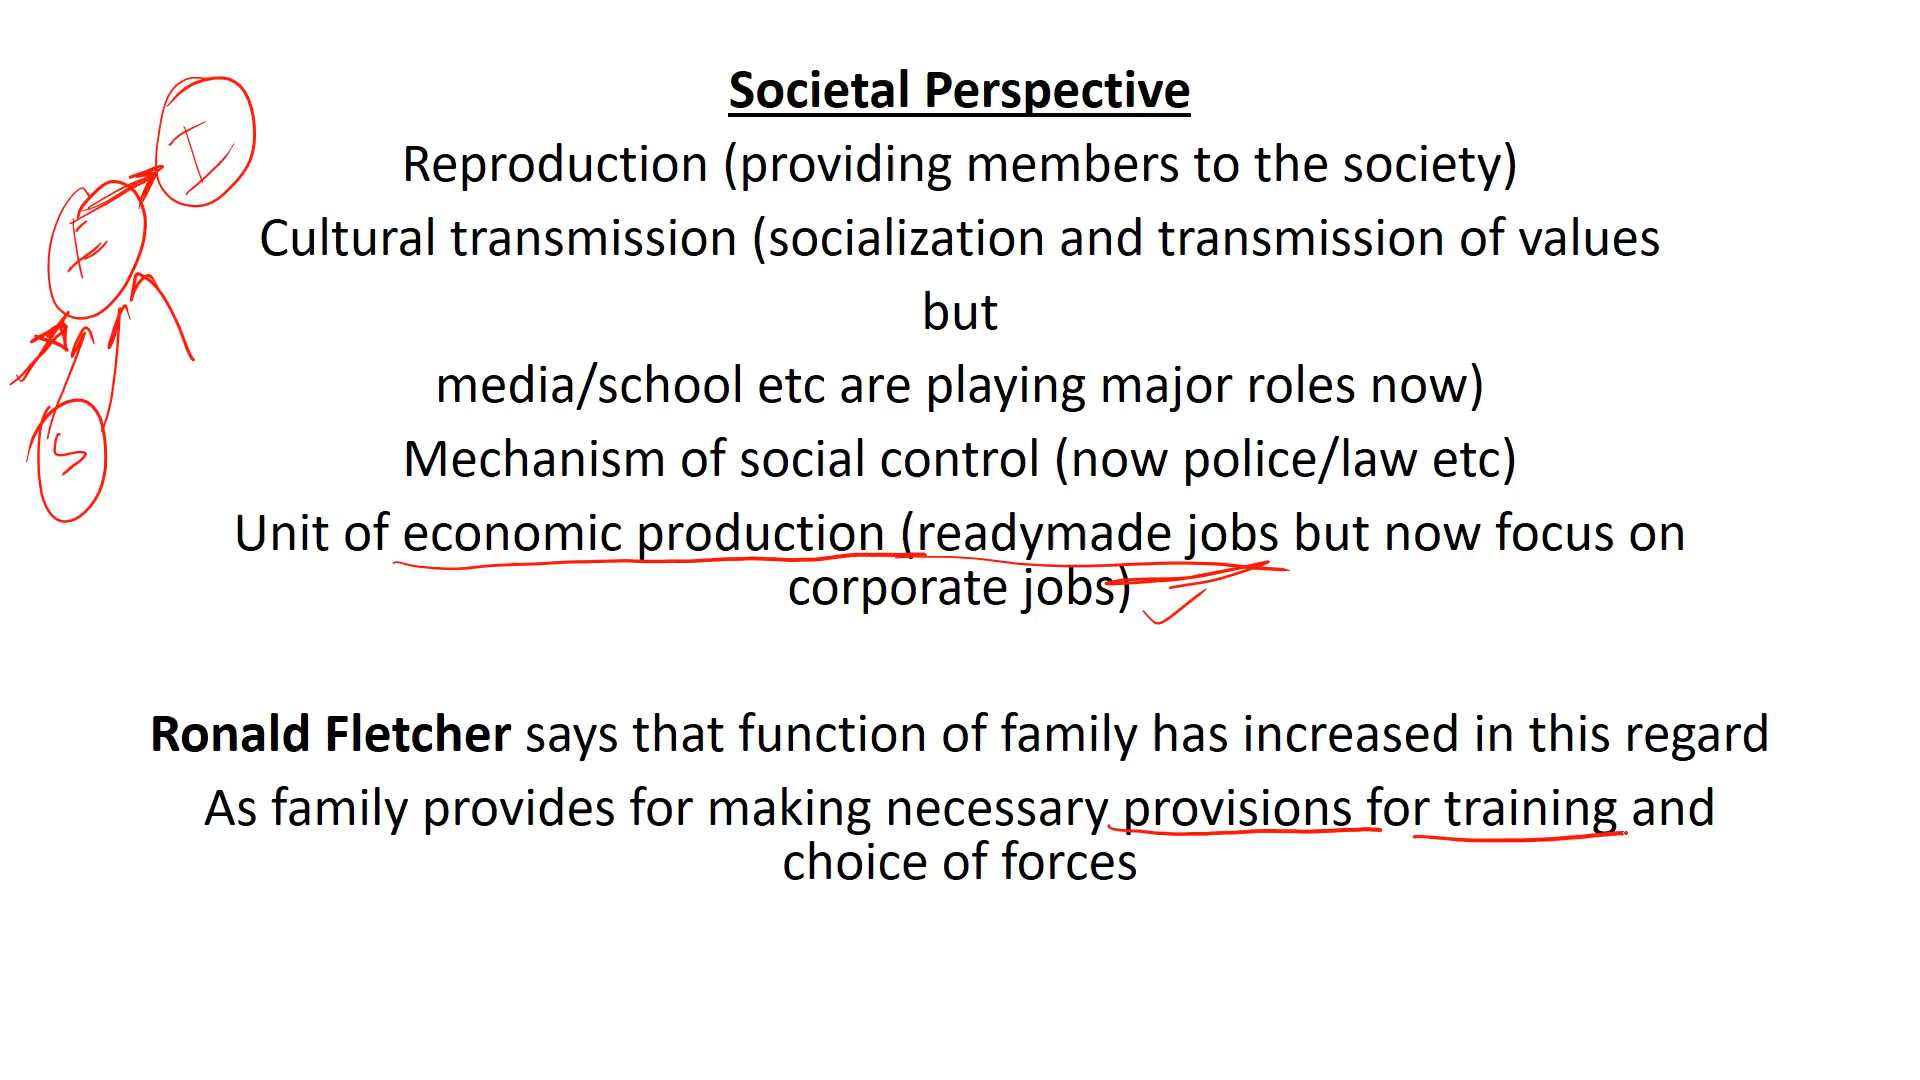 Societal Perspective
Reproduction (providing members to the society)
Cultural transmission (socialization and transmission of values
but
media/school etc are playing major roles now)
Mechanism of social control (now police/law etc)
Unit of economic production (readymade jobs but now focus on
corporate jobs)
Ronald Fletcher says that function of family has increased in this regard
As family provides for making necessary provisions for training and
choice of forces
I
F
S